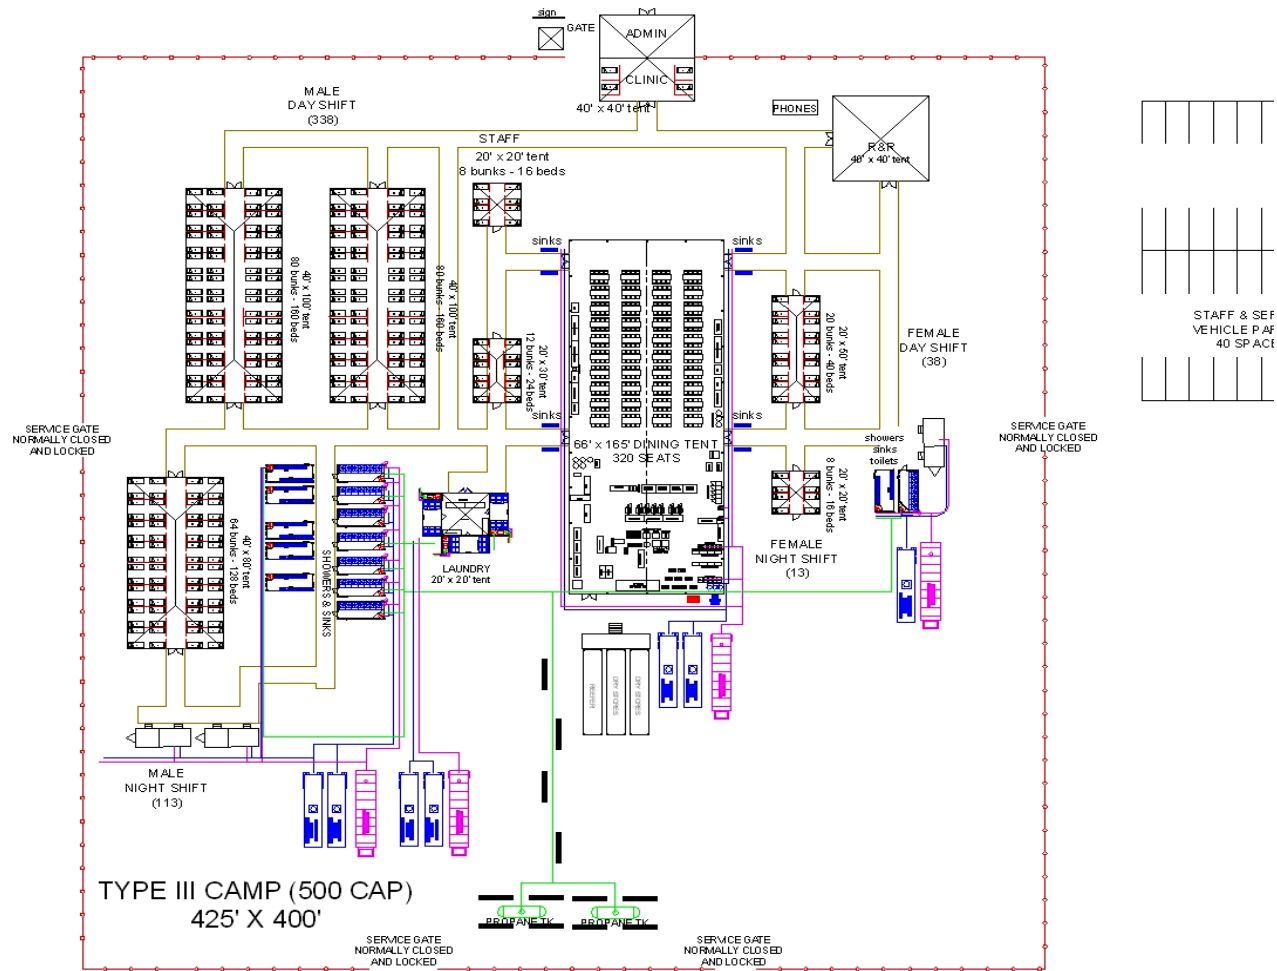 sign
GATE
ADMIN
CLINIC
40' x 40' tent
PHONES
R&R
40' x 40' tent
MALE
DAY SHIFT
(338)
STAFF
20' x 20' tent
8 bunks - 16 beds
sinks
sinks
40' x 100' tent
80 bunks - 160 beds
40' x 100' tent
80 bunks - 160 beds
20' x 30' tent
12 bunks - 24 beds
20' x 50' tent
20 bunks - 40 beds
FEMALE
DAY SHIFT
(38)
STAFF & SER
VEHICLE PAR
40 SPACE
sinks
sinks
SERVICE GATE
NORMALLY CLOSED
AND LOCKED
66' x 165' DINING TENT
320 SEATS
showers
sinks
toilets
SERVICE GATE
NORMALLY CLOSED
AND LOCKED
40' x 80' tent
64 bunks - 128 beds
SHOWERS & SINKS
LAUNDRY
20' x 20' tent
20' x 20' tent
8 bunks - 16 beds
FEMALE
NIGHT SHIFT
(13)
REEFER
DRY STORES
DRY STORES
MALE
NIGHT SHIFT
(113)
TYPE III CAMP (500 CAP)
425' X 400'
PROPANE TK
PROPANE TK
SERVICE GATE
NORMALLY CLOSED
AND LOCKED
SERVICE GATE
NORMALLY CLOSED
AND LOCKED